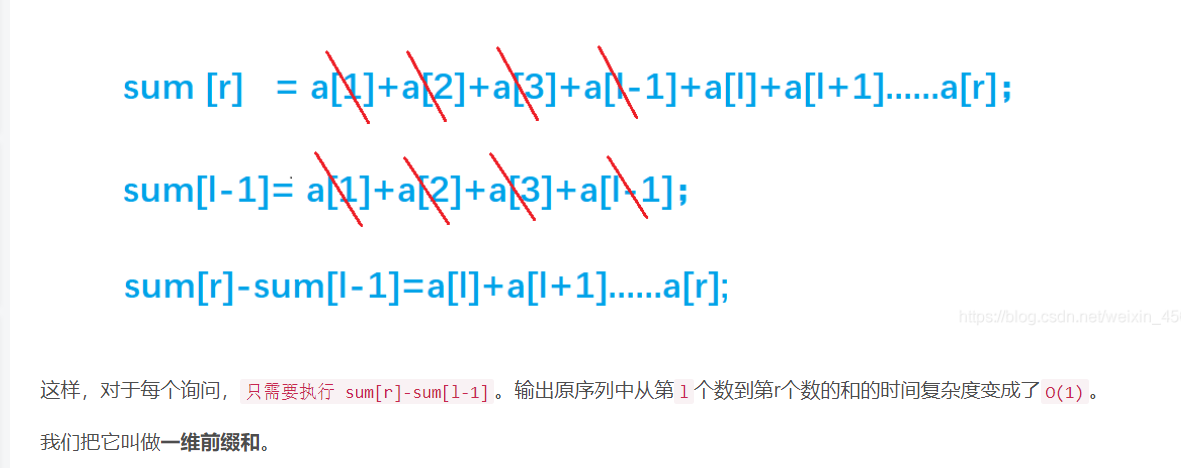 sum [r] = a[1]+a[2]+a[3]+a[l-1]+a[l]+a[l+1]......a[r];
sum[l-1]= a[1]+a[2]+a[3]+a[l-1];
sum[r]-sum[l-1]=a[l]+a[l+1]......a[r];
https://blog.csdn.net/weixin_45
这样，对于每个询问，只需要执行 sum[r]-sum[l-1]。输出原序列中从第l个数到第r个数的和的时间复杂度变成了O(1)。
我们把它叫做一维前缀和。